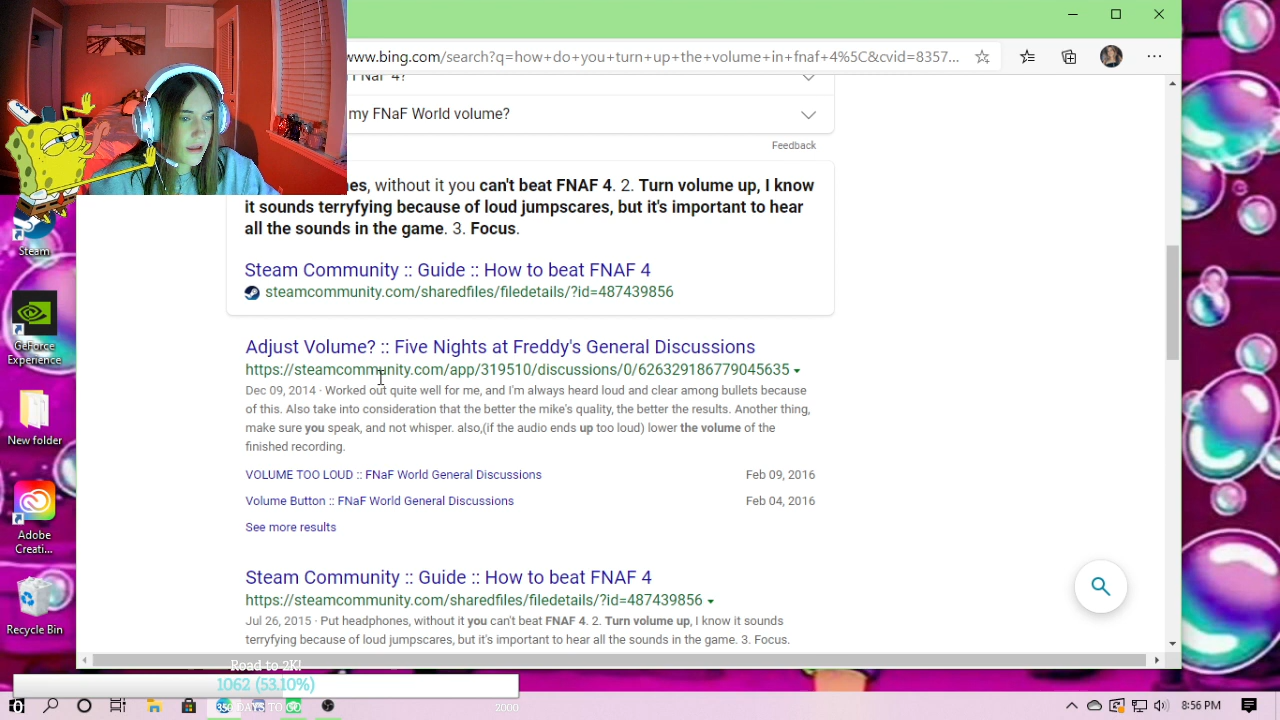 www.bing.com/search?q=how+do+you+turn+up+the+volume+in+fnaf+4%5C&cvid=8357...
FNaF 4?
my FNaF World volume?
Feedback
es, without it you can't beat FNAF 4. 2. Turn volume up, I know
it sounds terryfying because of loud jumpscares, but it's important to hear
all the sounds in the game. 3. Focus.
Steam Community :: Guide :: How to beat FNAF 4
steamcommunity.com/sharedfiles/filedetails/?id=487439856
Adjust Volume? :: Five Nights at Freddy's General Discussions
https://steamcommunity.com/app/319510/discussions/0/626329186779045635
Dec 09, 2014 · Worked out quite well for me, and I'm always heard loud and clear among bullets because
of this. Also take into consideration that the better the mike's quality, the better the results. Another thing,
make sure you speak, and not whisper. also,(if the audio ends up too loud) lower the volume of the
finished recording.
VOLUME TOO LOUD :: FNaF World General Discussions Feb 09, 2016
Volume Button :: FNaF World General Discussions Feb 04, 2016
See more results
Steam Community :: Guide :: How to beat FNAF 4
https://steamcommunity.com/sharedfiles/filedetails/?id=487439856
Jul 26, 2015 · Put headphones, without it you can't beat FNAF 4. 2. Turn volume up, I know it sounds
terryfying because of loud jumpscares, but it's important to hear all the sounds in the game. 3. Focus.
Steam
GeForce
Experience
New folder
Adobe
Creati...
Recycle Bin
Road to 2K!
1062 (53.10%)
0
350 DAYS TO GO
2000
8:56 PM